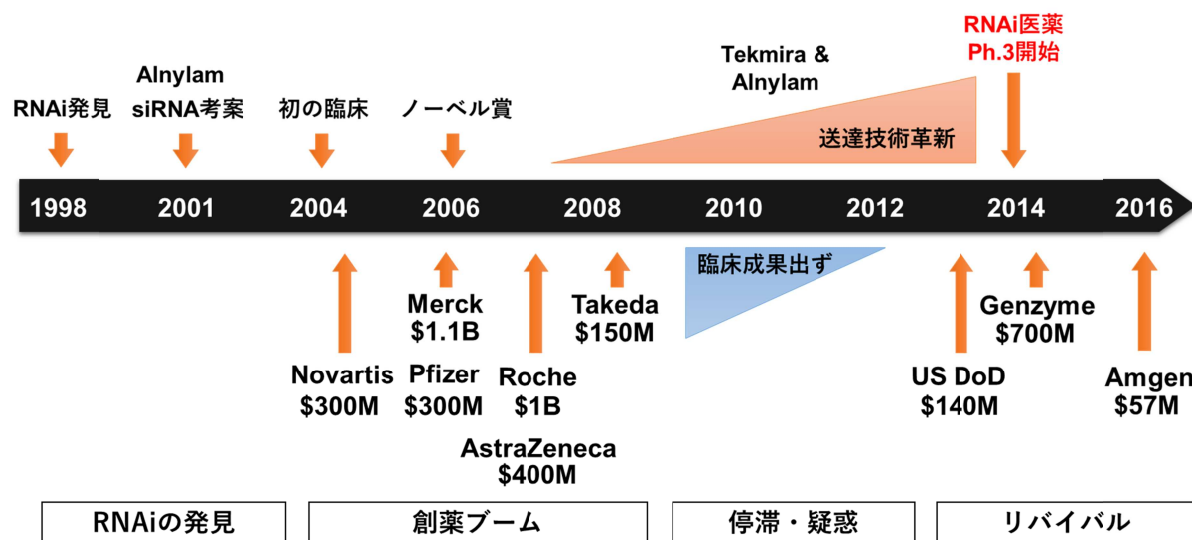 RNAi医薬
Ph.3開始
Tekmira &
Alnylam
Alnylam
siRNA考案
RNAi発見
初の臨床
ノーベル賞
送達技術革新
1998
2001
2004
2006
2008
2010
2012
2014
2016
臨床成果出ず
Merck
$1.1B
Takeda
$150M
Genzyme
$700M
Novartis
$300M
Pfizer
$300M
Roche
$1B
US DoD
$140M
Amgen
$57M
AstraZeneca
$400M
RNAiの発見
創薬ブーム
停滞・疑惑
リバイバル